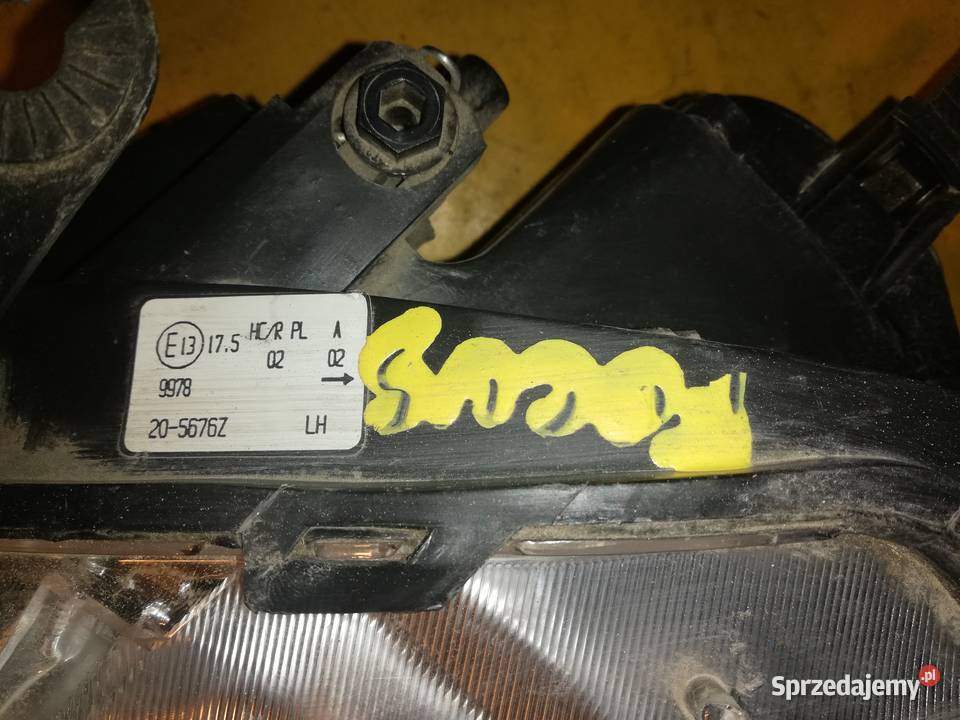 E13 17.5 HC/R PL A
02 02
→
9978
20-5676Z LH
Sprzedajemy.pl